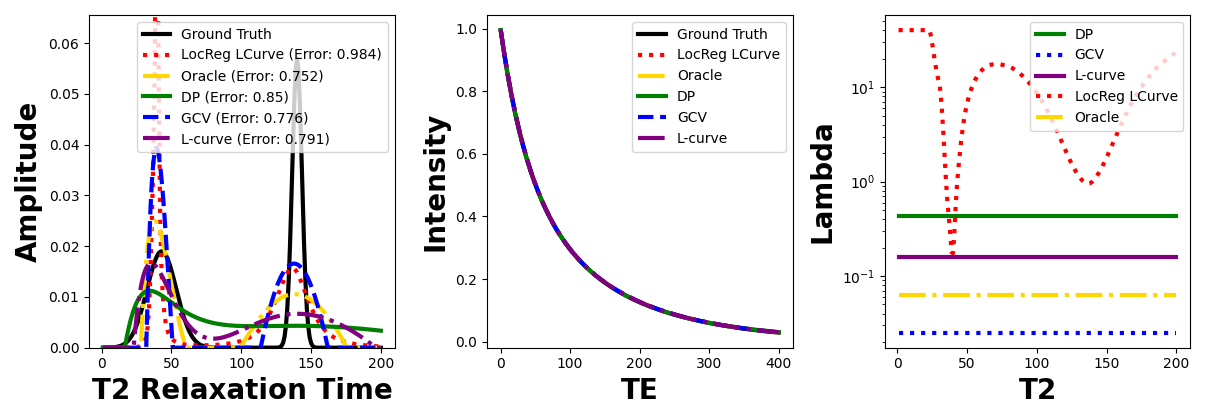 Amplitude
0.06
0.05
0.04
0.03
0.02
0.01
0.00
0
50
100
150
200
T2 Relaxation Time
Ground Truth
LocReg LCurve (Error: 0.984)
Oracle (Error: 0.752)
DP (Error: 0.85)
GCV (Error: 0.776)
L-curve (Error: 0.791)
Intensity
1.0
0.8
0.6
0.4
0.2
0.0
0
100
200
300
400
TE
Ground Truth
LocReg LCurve
Oracle
DP
GCV
L-curve
Lambda
10¹
10⁰
10⁻¹
0
50
100
150
200
T2
DP
GCV
L-curve
LocReg LCurve
Oracle